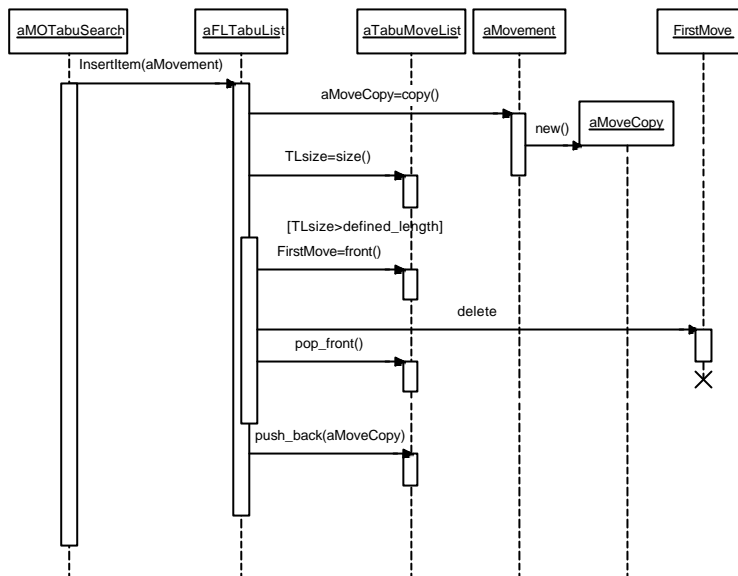 aMOTabuSearch
aFLTabuList
aTabuMoveList
aMovement
FirstMove
InsertItem(aMovement)
aMoveCopy=copy()
new()
aMoveCopy
TLsize=size()
[TLsize>defined_length]
FirstMove=front()
delete
pop_front()
push_back(aMoveCopy)